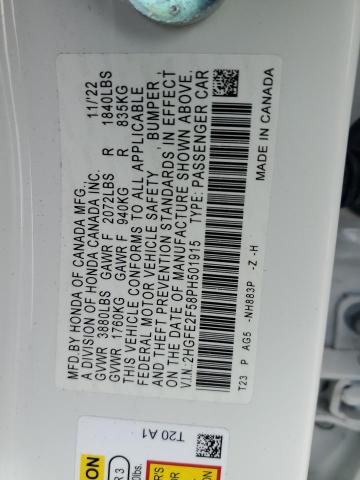 MFD.BY HONDA OF CANADA MFG. 11/'22
A DIVISION OF HONDA CANADA INC.
GVWR 3880LBS GAWR F 2072LBS R 1840LBS
GVWR 1760KG GAWR F 940KG R 835KG
THIS VEHICLE CONFORMS TO ALL APPLICABLE
FEDERAL MOTOR VEHICLE SAFETY, BUMPER,
AND THEFT PREVENTION STANDARDS IN EFFECT
ON THE DATE OF MANUFACTURE SHOWN ABOVE.
V.I.N: 2HGFE2F58PH501915 TYPE: PASSENGER CAR
T23 P AG5 -NH883P -Z -H MADE IN CANADA
T20 A1